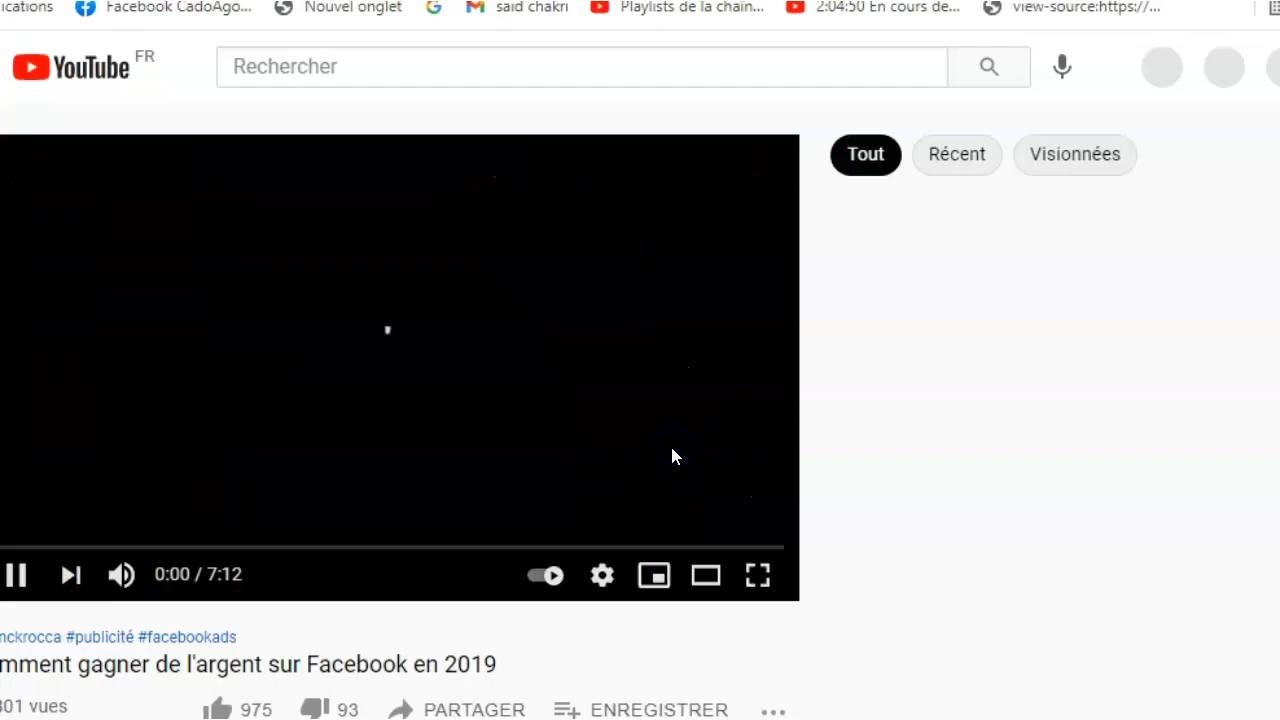 ications Facebook CadoAgo... Nouvel onglet said chakri Playlists de la chaîn... 2:04:50 En cours de... view-source:https://...
YouTube FR
Rechercher
Tout Récent Visionnées
0:00 / 7:12
nckrocca #publicité #facebookads
mment gagner de l'argent sur Facebook en 2019
301 vues 975 93 PARTAGER ENREGISTRER ...